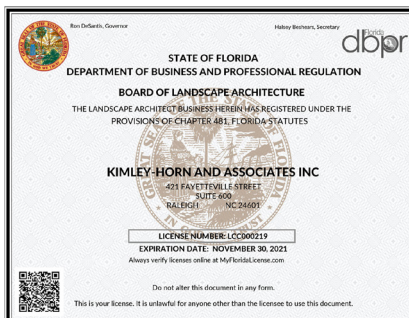 Ron DeSantis, Governor
Halsey Beshears, Secretary
Florida
dbpr
STATE OF FLORIDA
DEPARTMENT OF BUSINESS AND PROFESSIONAL REGULATION
BOARD OF LANDSCAPE ARCHITECTURE
THE LANDSCAPE ARCHITECT BUSINESS HEREIN HAS REGISTERED UNDER THE
PROVISIONS OF CHAPTER 481, FLORIDA STATUTES
KIMLEY-HORN AND ASSOCIATES INC
421 FAYETTEVILLE STREET
SUITE 600
RALEIGH NC 24601
LICENSE NUMBER: LCC000219
EXPIRATION DATE: NOVEMBER 30, 2021
Always verify licenses online at MyFloridaLicense.com
Do not alter this document in any form.
This is your license. It is unlawful for anyone other than the licensee to use this document.